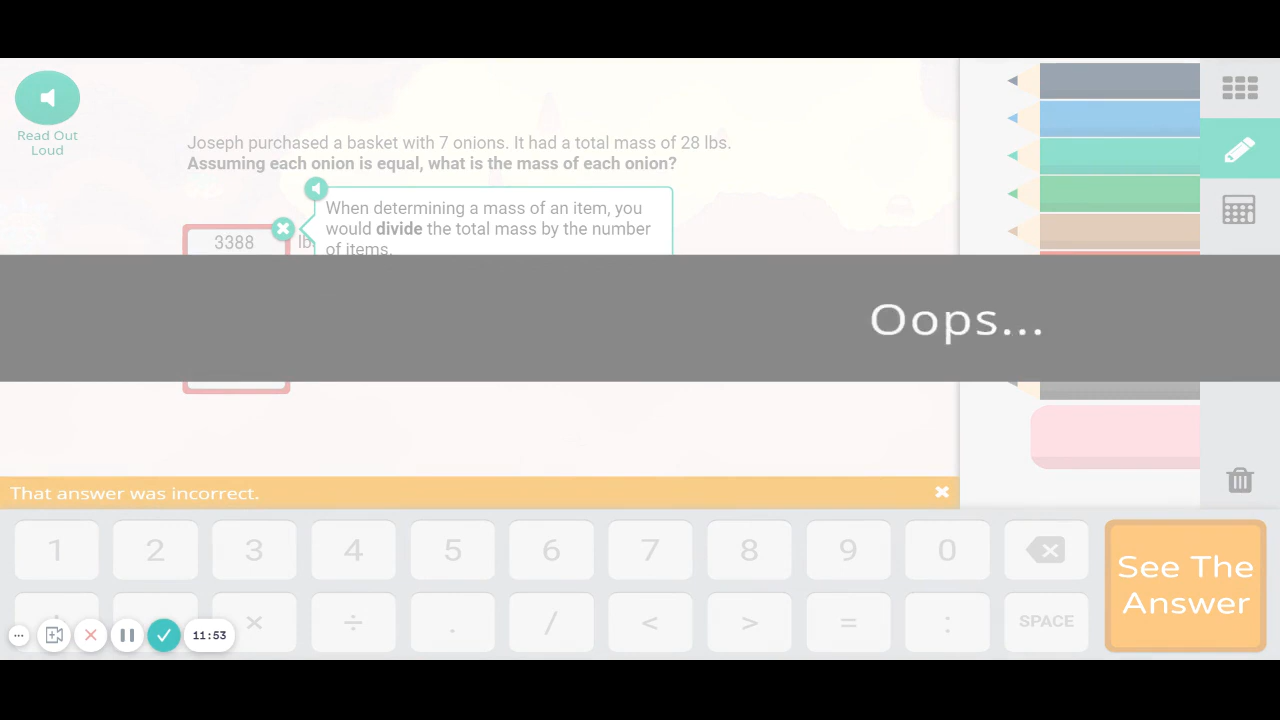 Read Out
Loud
Joseph purchased a basket with 7 onions. It had a total mass of 28 lbs.
Assuming each onion is equal, what is the mass of each onion?
When determining a mass of an item, you
would divide the total mass by the number
of items.
3388
lb
Oops...
That answer was incorrect.
1 2 3 4 5 6 7 8 9 0
× ÷ . / < > = : SPACE
See The
Answer
11:53